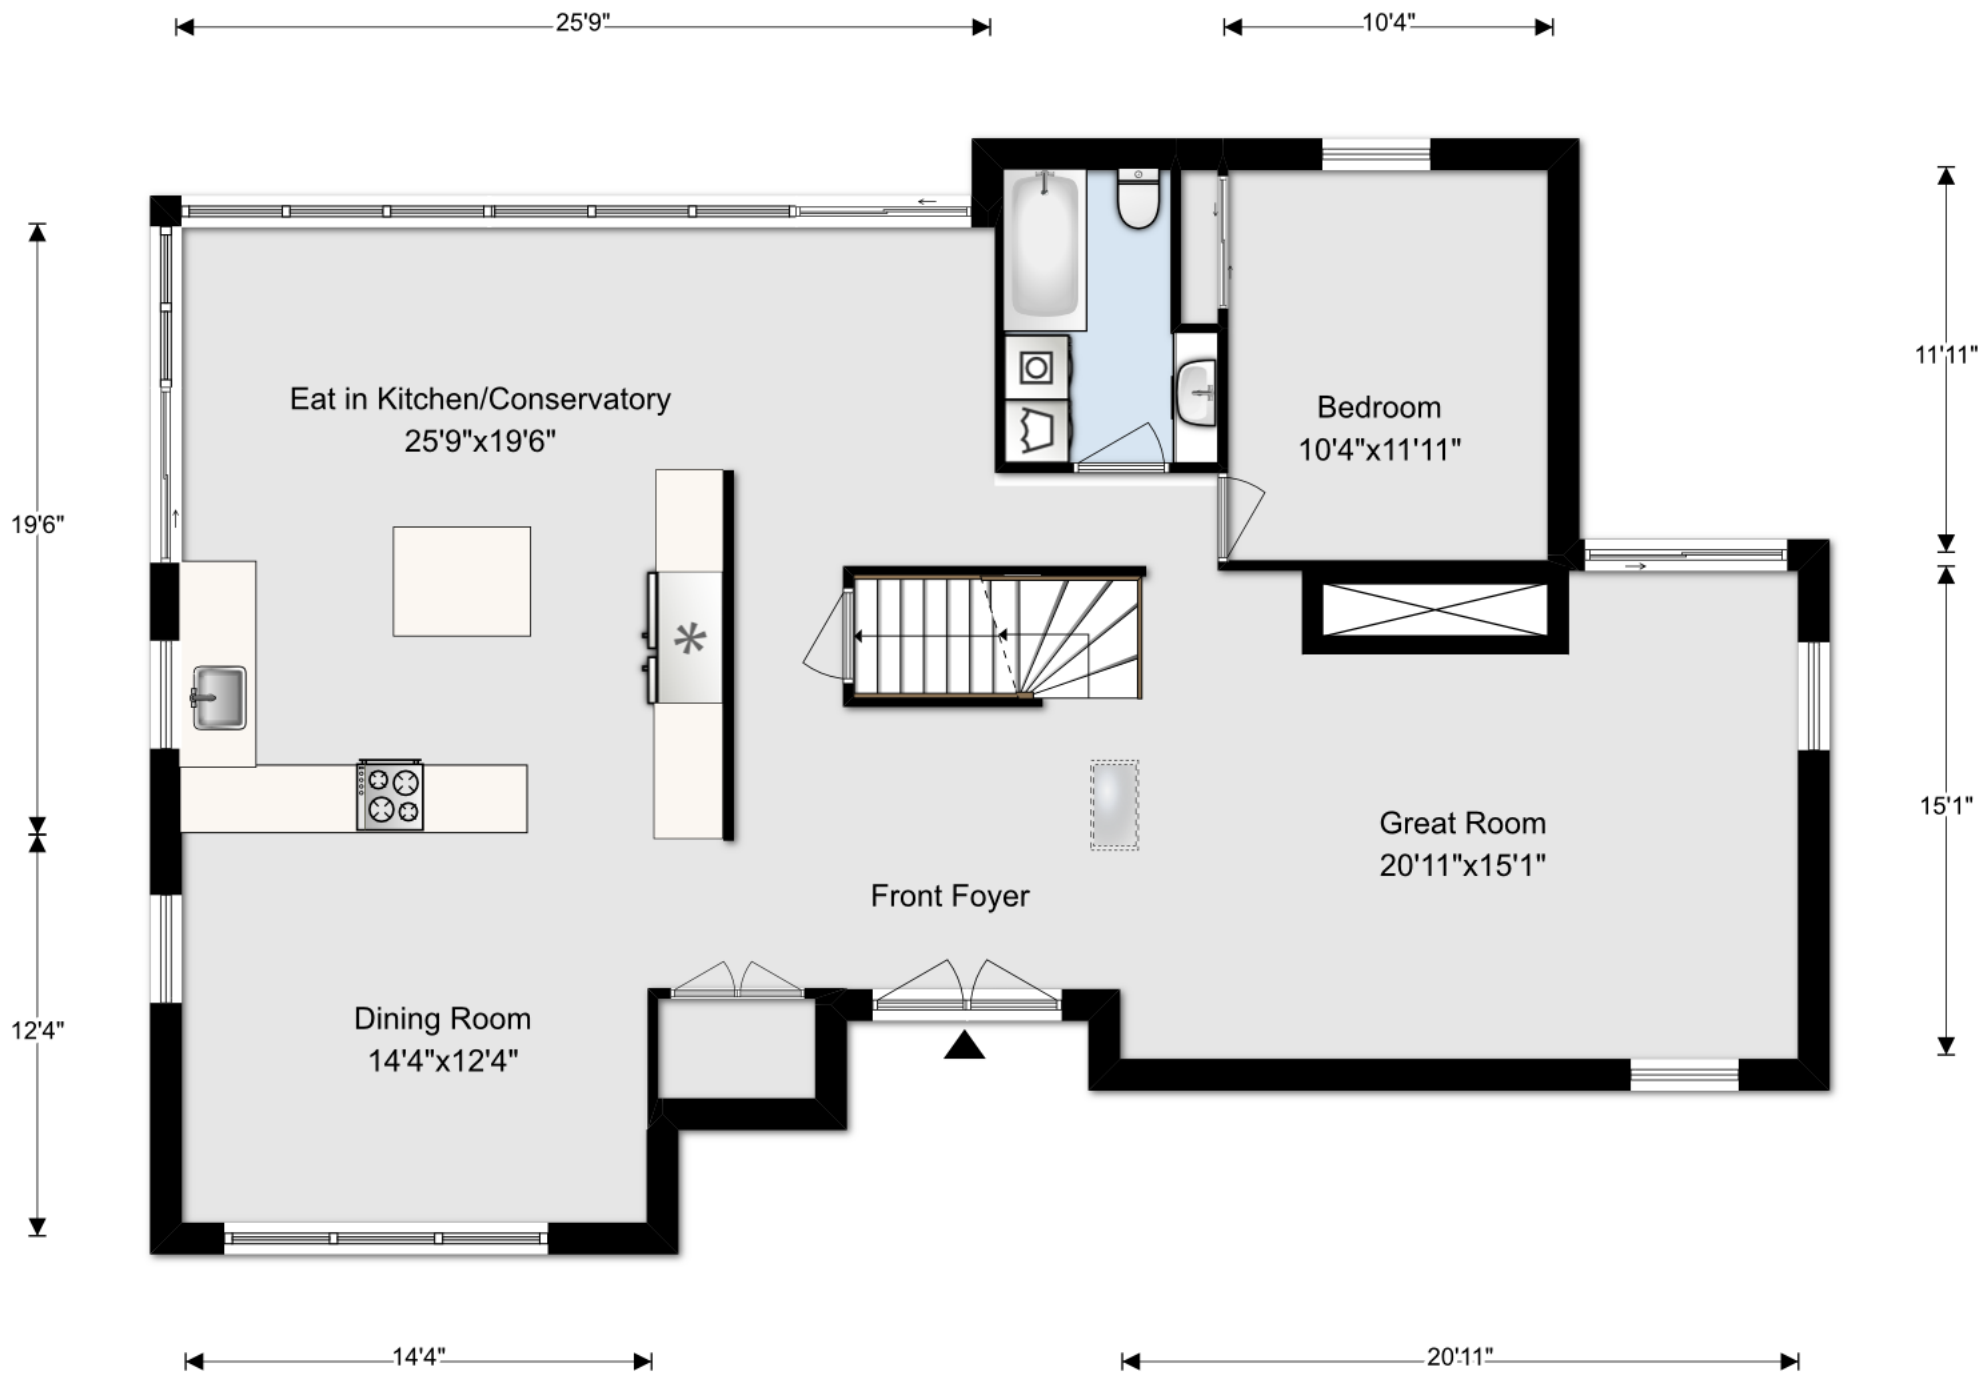 25'9"
10'4"
11'11"
Eat in Kitchen/Conservatory
25'9"x19'6"
Bedroom
10'4"x11'11"
19'6"
15'1"
Great Room
20'11"x15'1"
Front Foyer
Dining Room
14'4"x12'4"
12'4"
14'4"
20'11"